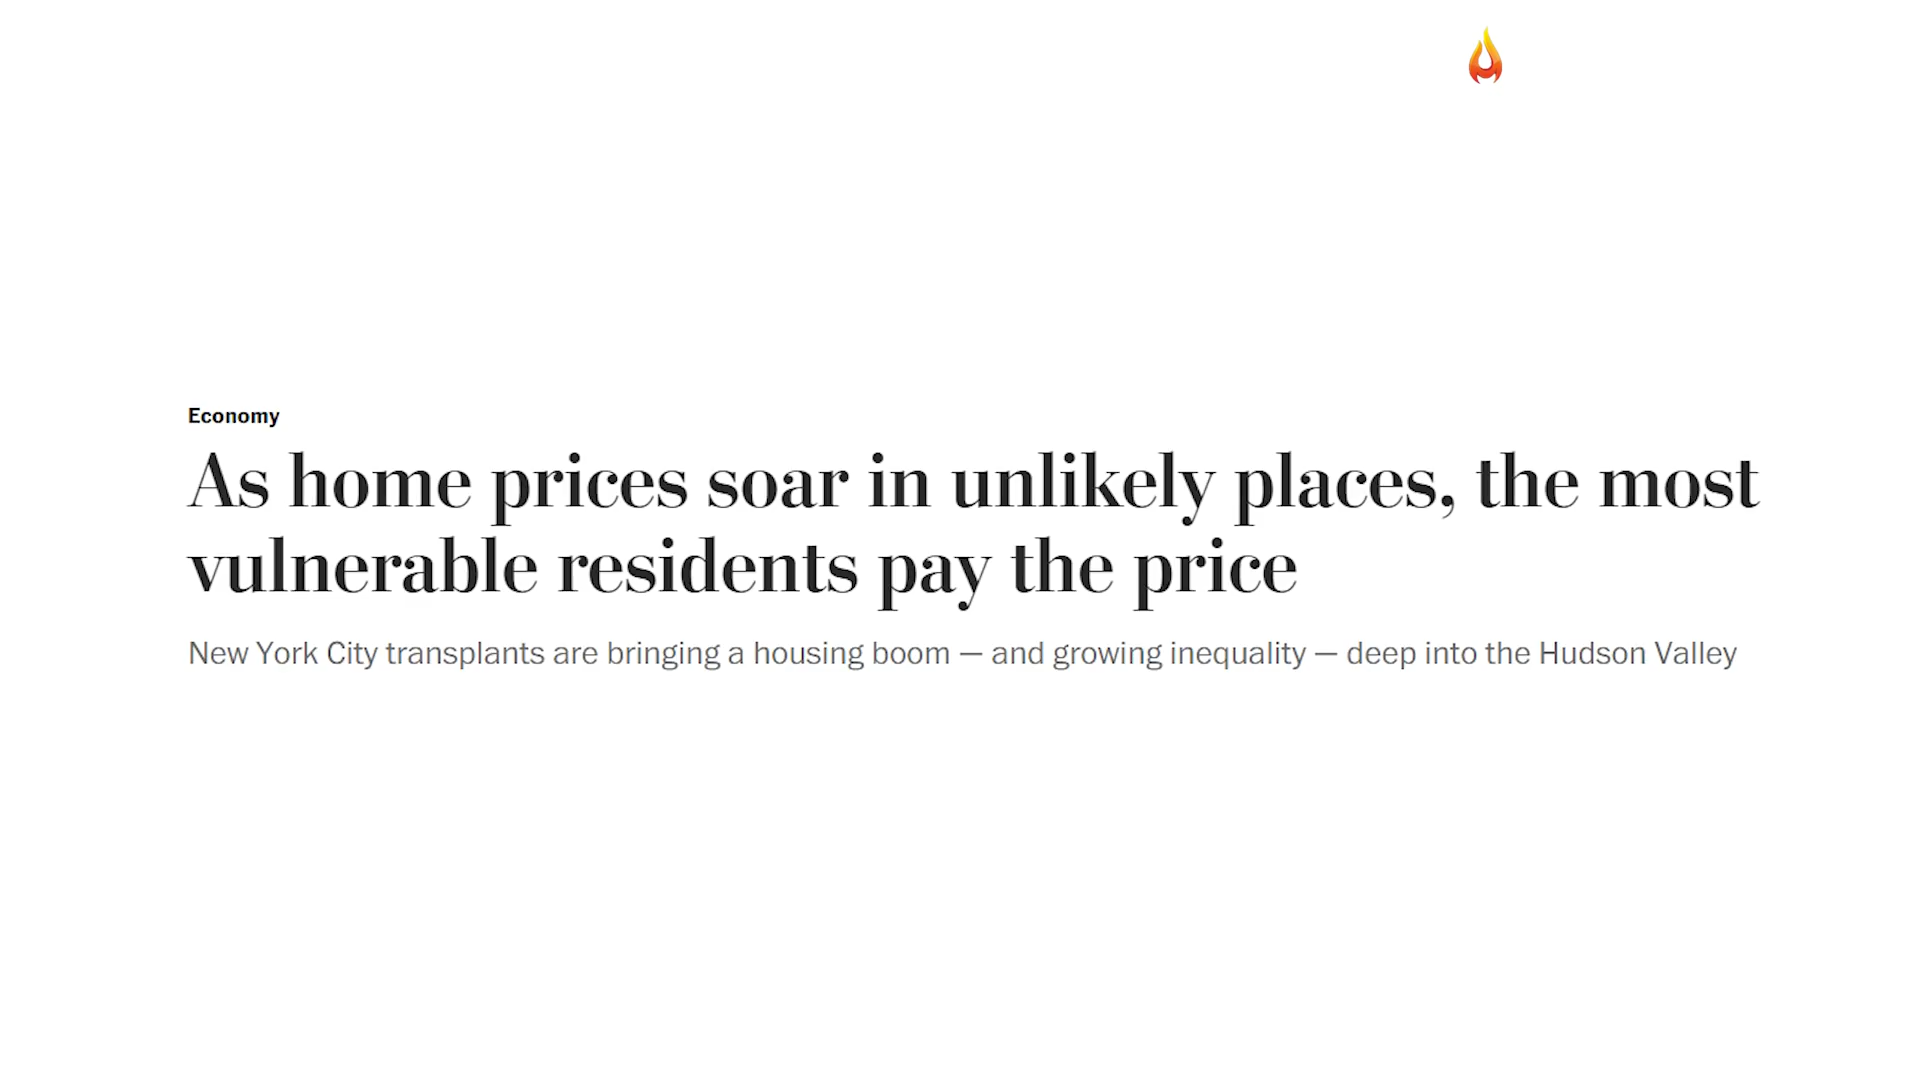 Economy
As home prices soar in unlikely places, the most
vulnerable residents pay the price
New York City transplants are bringing a housing boom — and growing inequality — deep into the Hudson Valley